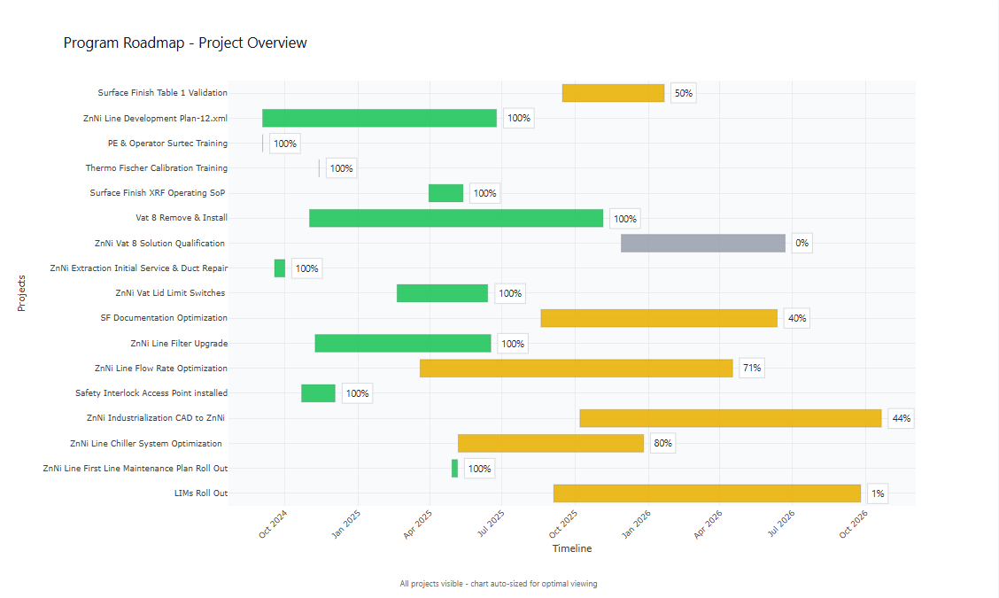 Program Roadmap - Project Overview
Surface Finish Table 1 Validation
50%
ZnNi Line Development Plan-12.xml
100%
PE & Operator Surtec Training
100%
Thermo Fischer Calibration Training
100%
Surface Finish XRF Operating SoP
100%
Vat 8 Remove & Install
100%
ZnNi Vat 8 Solution Qualification
0%
ZnNi Extraction Initial Service & Duct Repair
100%
ZnNi Vat Lid Limit Switches
100%
SF Documentation Optimization
40%
ZnNi Line Filter Upgrade
100%
ZnNi Line Flow Rate Optimization
71%
Safety Interlock Access Point installed
100%
ZnNi Industrialization CAD to ZnNi
44%
ZnNi Line Chiller System Optimization
80%
ZnNi Line First Line Maintenance Plan Roll Out
100%
LIMs Roll Out
1%
Projects
Oct 2024
Jan 2025
Apr 2025
Jul 2025
Oct 2025
Jan 2026
Apr 2026
Jul 2026
Oct 2026
Timeline
All projects visible - chart auto-sized for optimal viewing